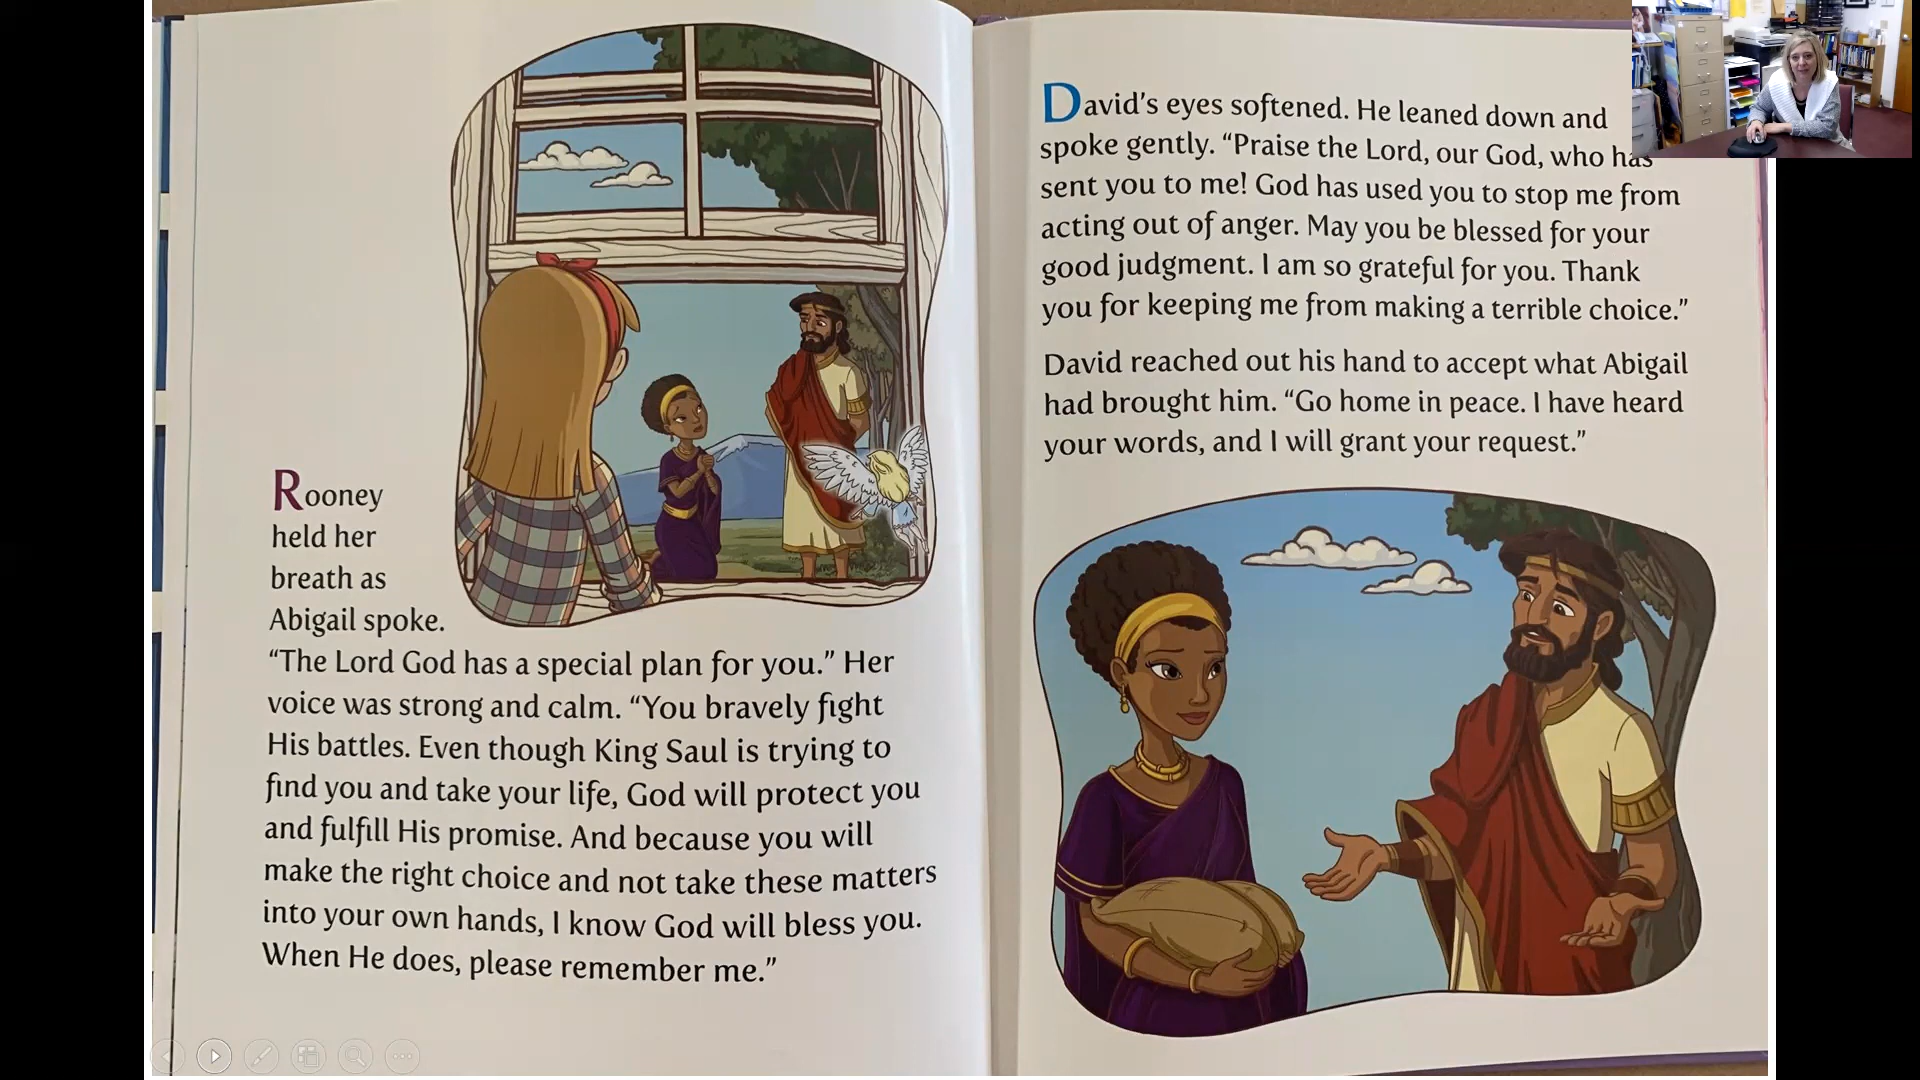 Rooney
held her
breath as
Abigail spoke.
“The Lord God has a special plan for you.” Her
voice was strong and calm. “You bravely fight
His battles. Even though King Saul is trying to
find you and take your life, God will protect you
and fulfill His promise. And because you will
make the right choice and not take these matters
into your own hands, I know God will bless you.
When He does, please remember me.”
David’s eyes softened. He leaned down and
spoke gently. “Praise the Lord, our God, who has
sent you to me! God has used you to stop me from
acting out of anger. May you be blessed for your
good judgment. I am so grateful for you. Thank
you for keeping me from making a terrible choice.”
David reached out his hand to accept what Abigail
had brought him. “Go home in peace. I have heard
your words, and I will grant your request.”